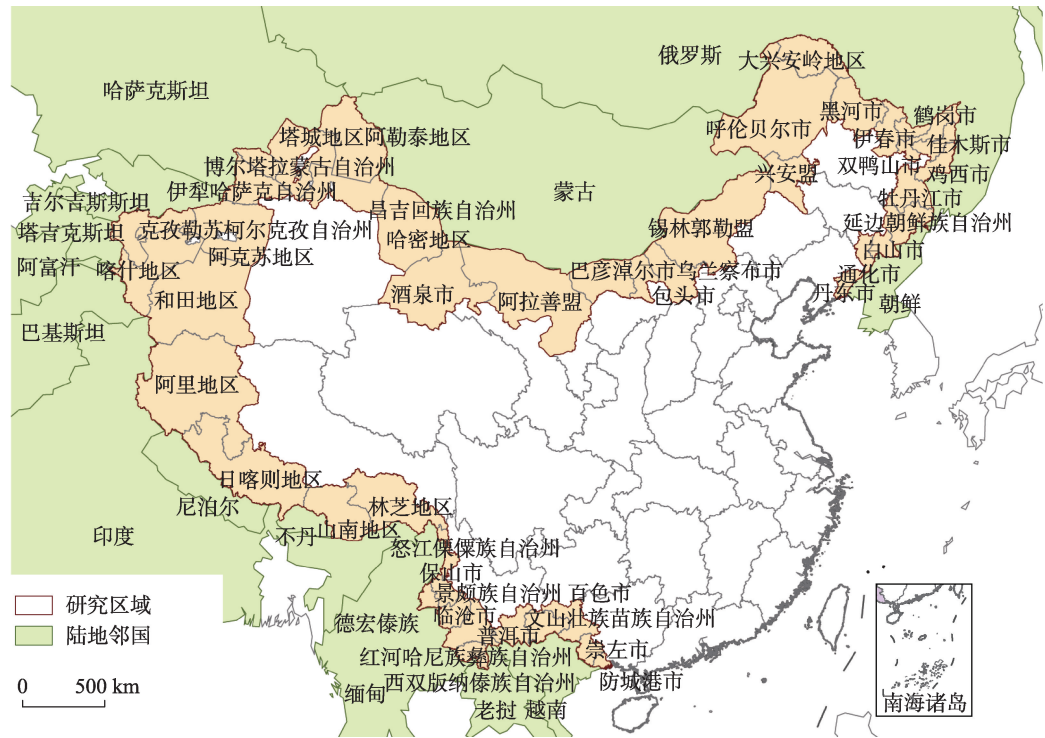 俄罗斯
大兴安岭地区
哈萨克斯坦
黑河市
鹤岗市
塔城地区
阿勒泰地区
呼伦贝尔市
伊春市
佳木斯市
博尔塔拉蒙古自治州
双鸭山市
鸡西市
兴安盟
伊犁哈萨克自治州
蒙古
吉尔吉斯斯坦
牡丹江市
昌吉回族自治州
延边朝鲜族自治州
塔吉克斯坦
克孜勒苏柯尔克孜自治州
锡林郭勒盟
哈密地区
白山市
阿克苏地区
阿富汗
喀什地区
巴彦淖尔市
乌兰察布市
通化市
和田地区
酒泉市
阿拉善盟
包头市
丹东市
朝鲜
巴基斯坦
阿里地区
日喀则地区
尼泊尔
林芝地区
印度
不丹
山南地区
怒江傈僳族自治州
保山市
景颇族自治州
百色市
研究区域
临沧市
文山壮族苗族自治州
德宏傣族
陆地邻国
普洱市
崇左市
红河哈尼族彝族自治州
西双版纳傣族自治州
防城港市
0 500 km
缅甸
老挝
越南
南海诸岛